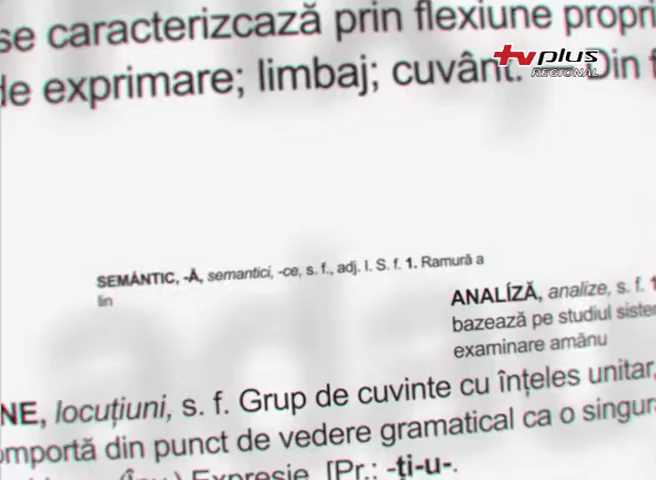 se caracterizcază prin flexiune propri
de exprimare; limbaj; cuvânt. — Din f
tvplus
REGIONAL
SEMÁNTIC, -Ă, semantici, -ce, s. f., adj. I. S. f. 1. Ramură a
lin
ANALÍZĂ, analize, s. f. 1
bazează pe studiul siste
examinare amănu
NE, locuțiuni, s. f. Grup de cuvinte cu înțeles unitar,
omportă din punct de vedere gramatical ca o singur
Expresie. [Pr.: -ți-u-.